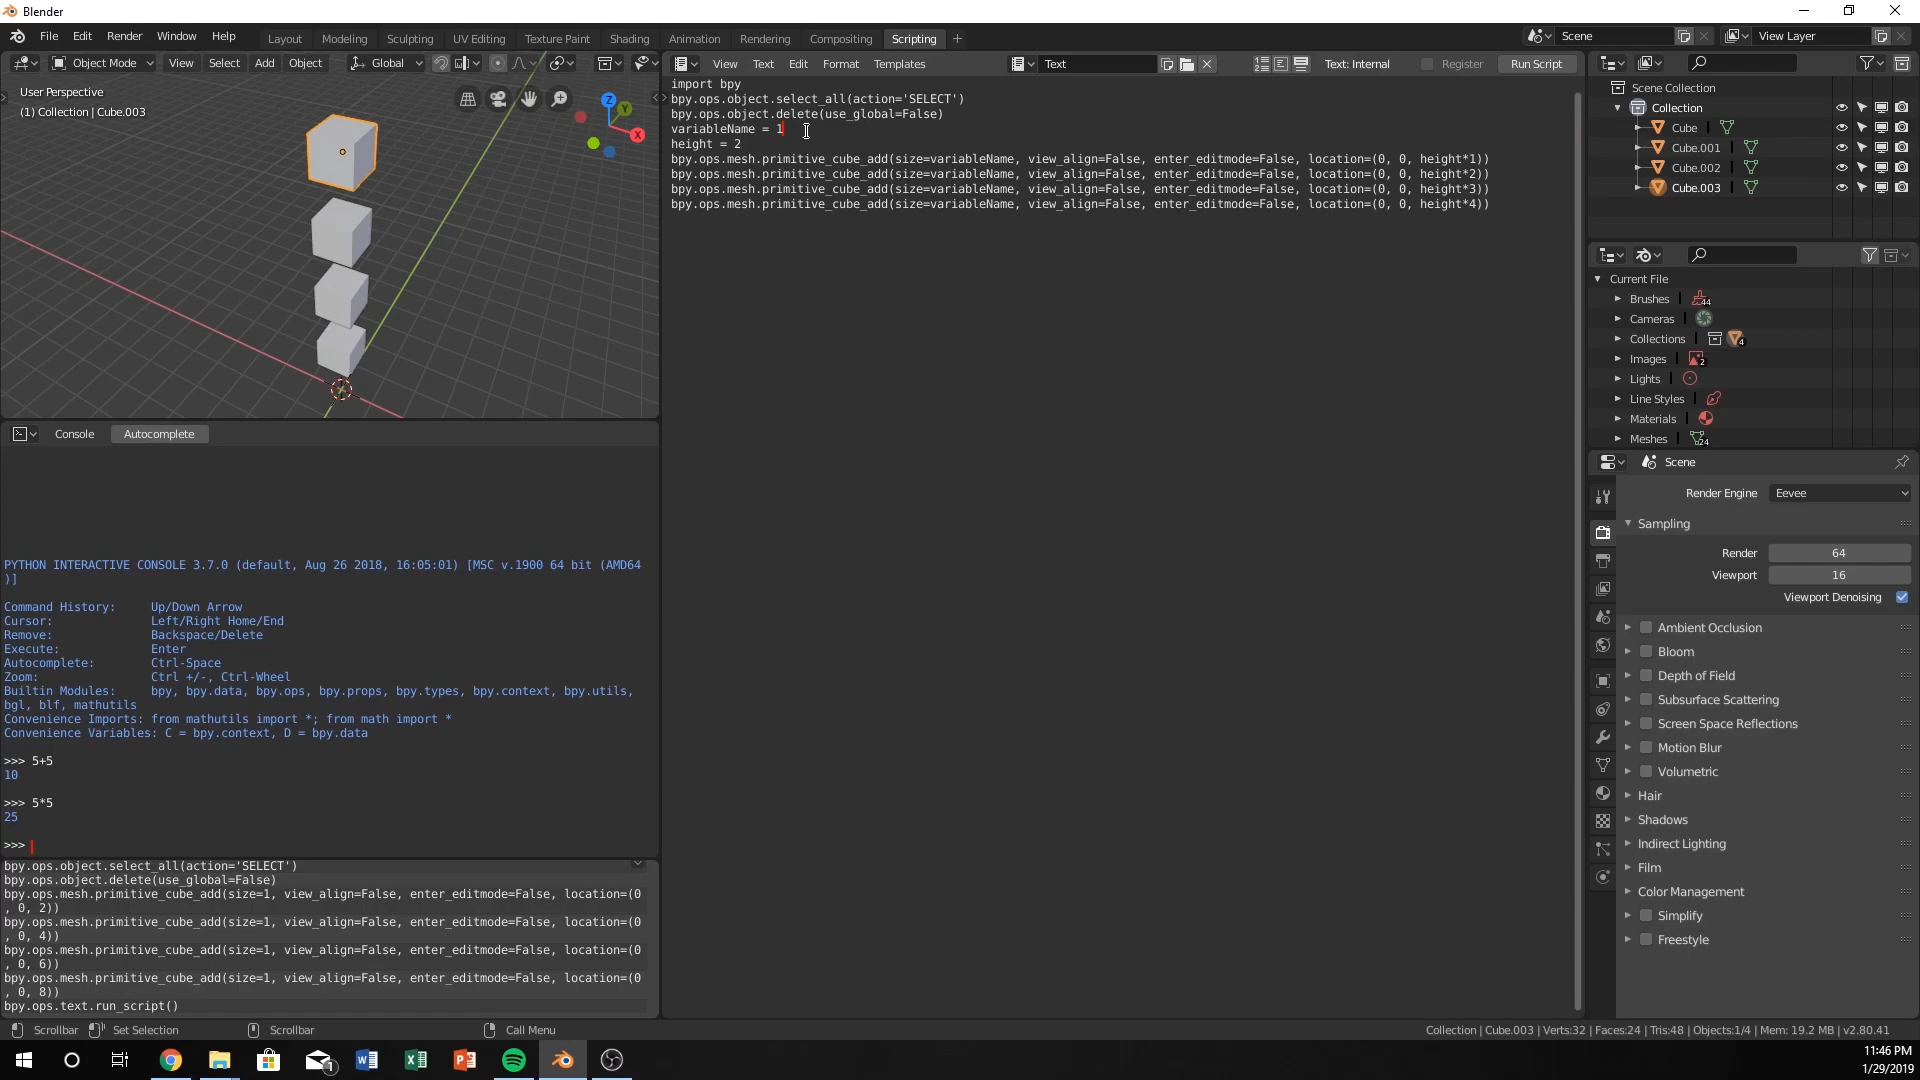 Blender
File Edit Render Window Help Layout Modeling Sculpting UV Editing Texture Paint Shading Animation Rendering Compositing Scripting + Scene View Layer
Object Mode View Select Add Object Global
View Text Edit Format Templates Text Text: Internal Register Run Script
User Perspective
(1) Collection | Cube.003
Z
Y
X
import bpy
bpy.ops.object.select_all(action='SELECT')
bpy.ops.object.delete(use_global=False)
variableName = 1
height = 2
bpy.ops.mesh.primitive_cube_add(size=variableName, view_align=False, enter_editmode=False, location=(0, 0, height*1))
bpy.ops.mesh.primitive_cube_add(size=variableName, view_align=False, enter_editmode=False, location=(0, 0, height*2))
bpy.ops.mesh.primitive_cube_add(size=variableName, view_align=False, enter_editmode=False, location=(0, 0, height*3))
bpy.ops.mesh.primitive_cube_add(size=variableName, view_align=False, enter_editmode=False, location=(0, 0, height*4))
Scene Collection
Collection
Cube
Cube.001
Cube.002
Cube.003
Current File
Brushes 44
Cameras
Collections 4
Images 2
Lights
Line Styles
Materials
Meshes 24
Console Autocomplete
PYTHON INTERACTIVE CONSOLE 3.7.0 (default, Aug 26 2018, 16:05:01) [MSC v.1900 64 bit (AMD64
)]
Command History: Up/Down Arrow
Cursor: Left/Right Home/End
Remove: Backspace/Delete
Execute: Enter
Autocomplete: Ctrl-Space
Zoom: Ctrl +/-, Ctrl-Wheel
Builtin Modules: bpy, bpy.data, bpy.ops, bpy.props, bpy.types, bpy.context, bpy.utils,
bgl, blf, mathutils
Convenience Imports: from mathutils import *; from math import *
Convenience Variables: C = bpy.context, D = bpy.data
>>> 5+5
10
>>> 5*5
25
>>>
bpy.ops.object.select_all(action='SELECT')
bpy.ops.object.delete(use_global=False)
bpy.ops.mesh.primitive_cube_add(size=1, view_align=False, enter_editmode=False, location=(0
, 0, 2))
bpy.ops.mesh.primitive_cube_add(size=1, view_align=False, enter_editmode=False, location=(0
, 0, 4))
bpy.ops.mesh.primitive_cube_add(size=1, view_align=False, enter_editmode=False, location=(0
, 0, 6))
bpy.ops.mesh.primitive_cube_add(size=1, view_align=False, enter_editmode=False, location=(0
, 0, 8))
bpy.ops.text.run_script()
Scene
Render Engine Eevee
Sampling
Render 64
Viewport 16
Viewport Denoising
Ambient Occlusion
Bloom
Depth of Field
Subsurface Scattering
Screen Space Reflections
Motion Blur
Volumetric
Hair
Shadows
Indirect Lighting
Film
Color Management
Simplify
Freestyle
Scrollbar Set Selection Scrollbar Call Menu Collection | Cube.003 | Verts:32 | Faces:24 | Tris:48 | Objects:1/4 | Mem: 19.2 MB | v2.80.41
1
11:46 PM
1/29/2019